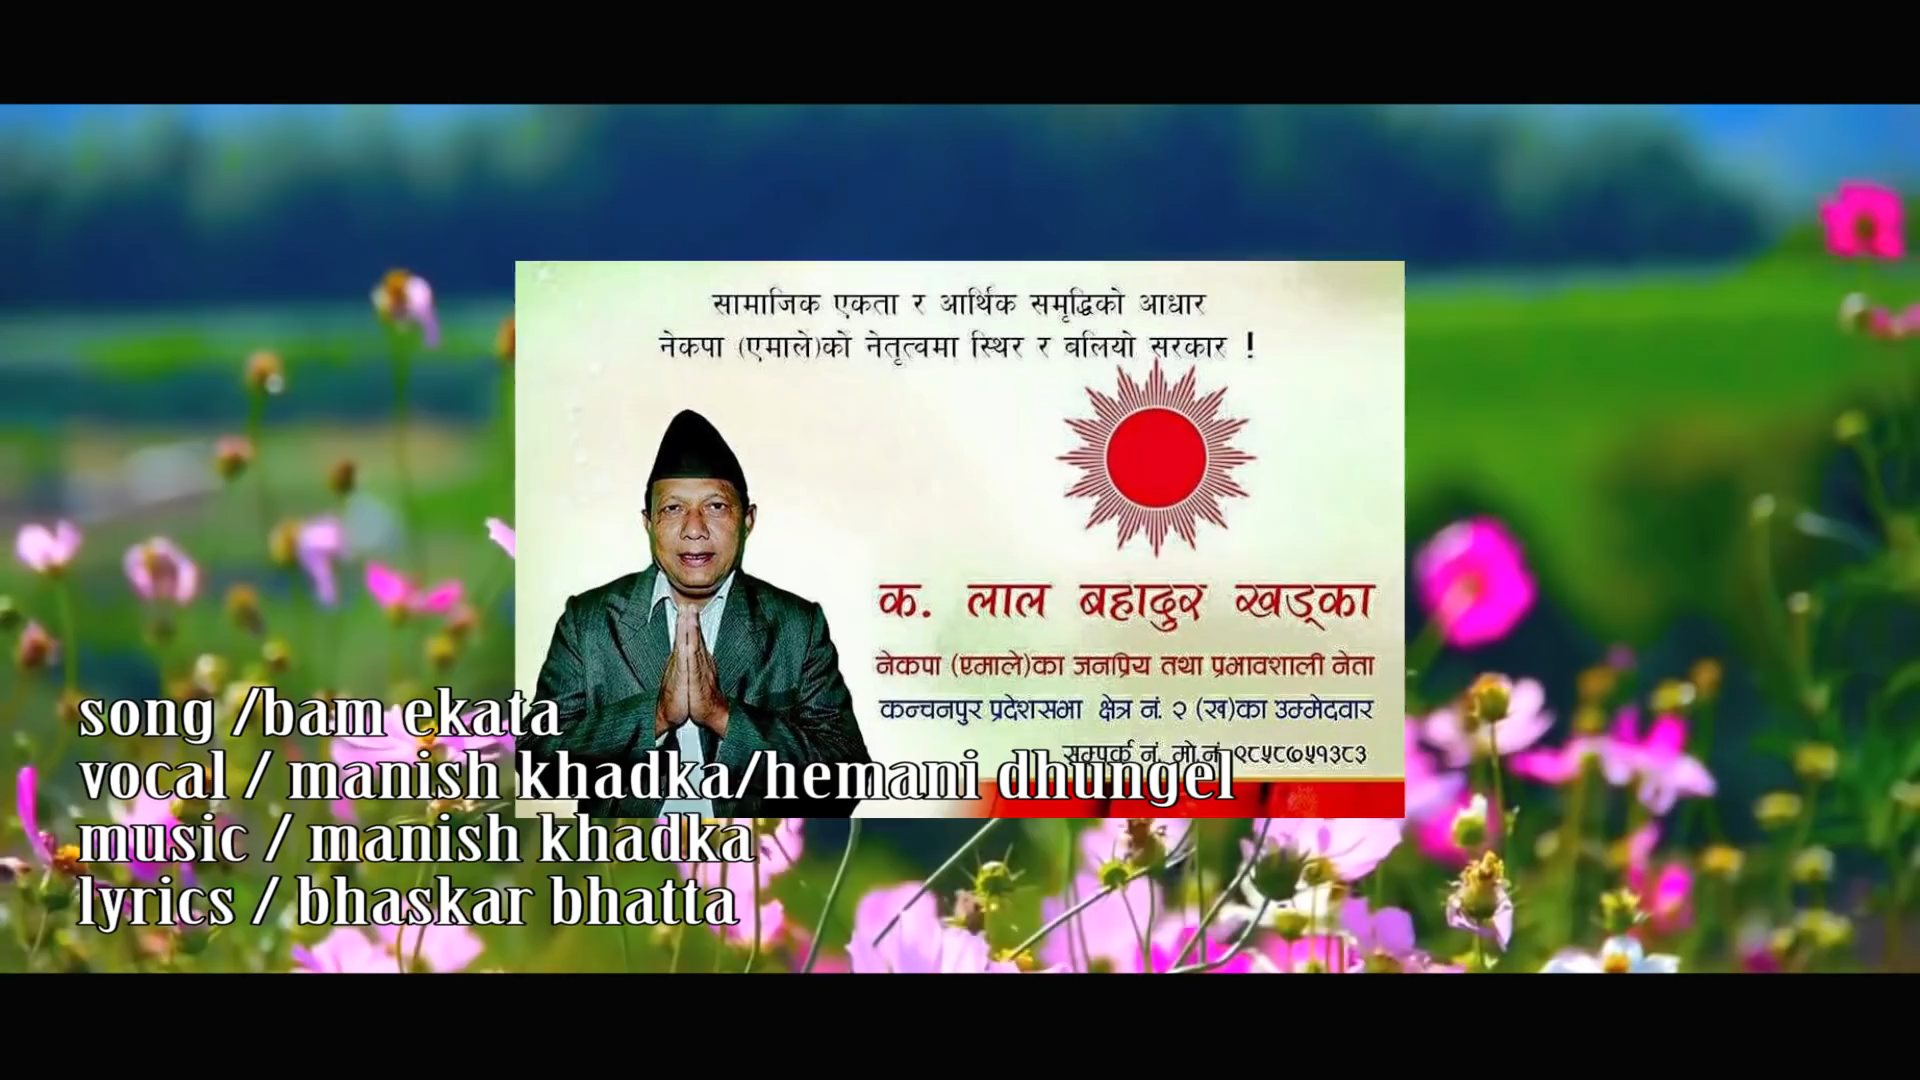 सामाजिक एकता र आर्थिक समृद्धिको आधार
नेकपा (एमाले)को नेतृत्वमा स्थिर र बलियो सरकार !
क. लाल बहादुर खड्का
नेकपा (एमाले)का जनप्रिय तथा प्रभावशाली नेता
कन्चनपुर प्रदेशसभा क्षेत्र नं. २ (ख)का उम्मेदवार
सम्पर्क नं. मो.नं. ९८५८७५१३८३
song /bam ekata
vocal / manish khadka/hemani dhungel
music / manish khadka
lyrics / bhaskar bhatta